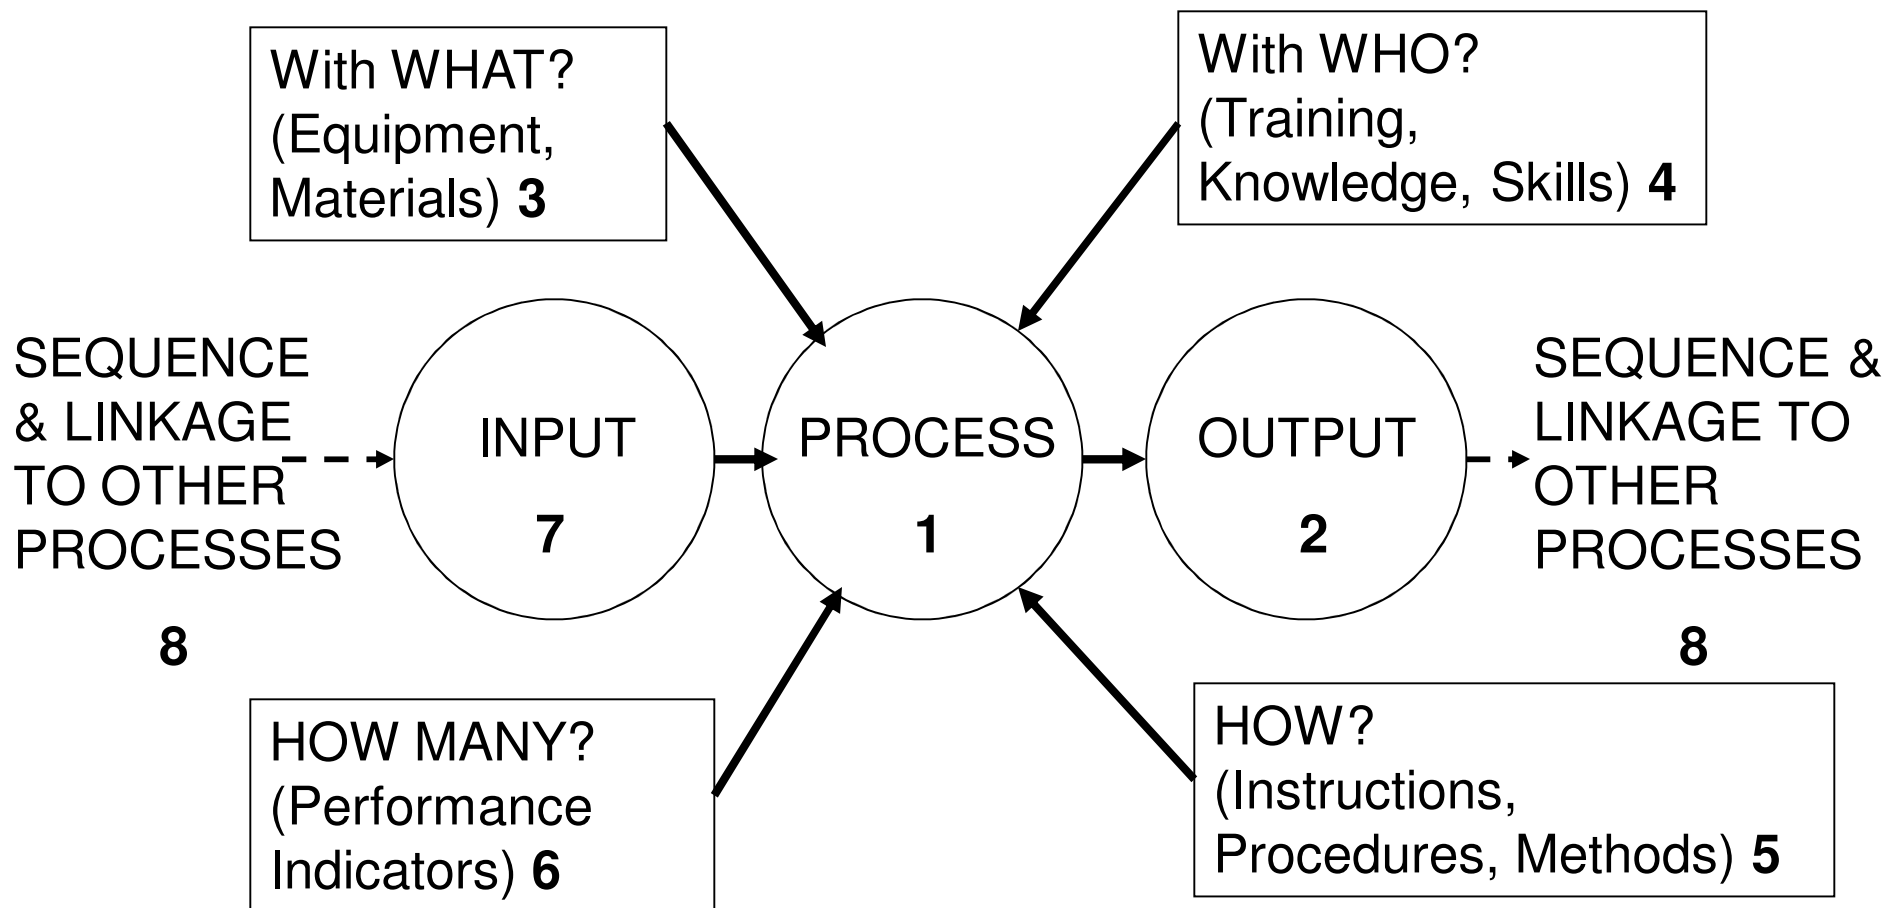 With WHAT?
(Equipment,
Materials) 3
With WHO?
(Training,
Knowledge, Skills) 4
SEQUENCE
& LINKAGE
TO OTHER
PROCESSES
8
INPUT
7
PROCESS
1
OUTPUT
2
SEQUENCE &
LINKAGE TO
OTHER
PROCESSES
8
HOW MANY?
(Performance
Indicators) 6
HOW?
(Instructions,
Procedures, Methods) 5